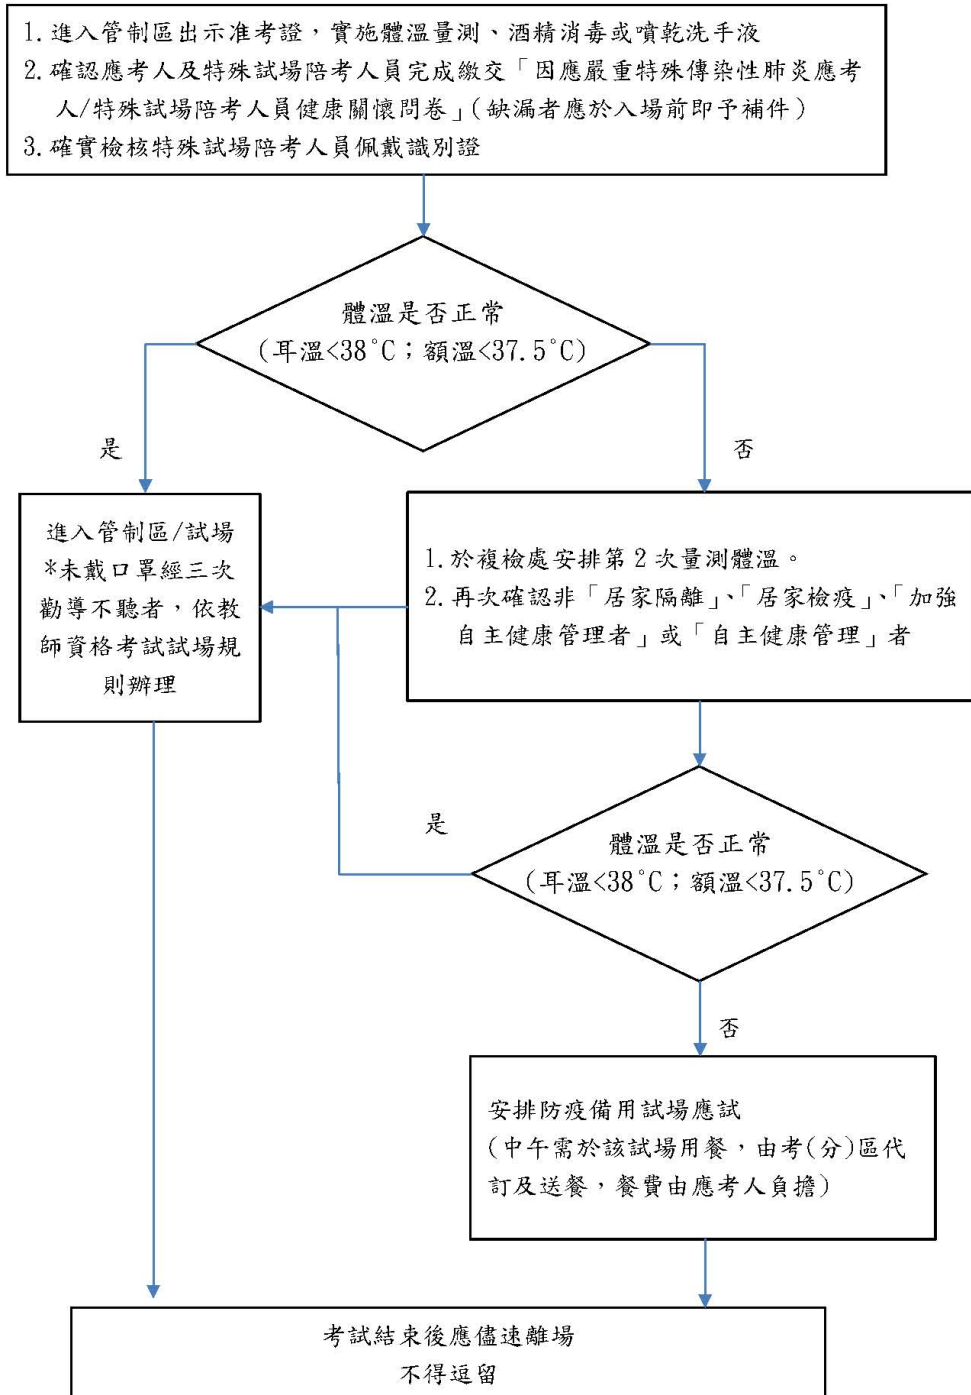 1. 進入管制區出示准考證，實施體溫量測、酒精消毒或噴乾洗手液
2. 確認應考人及特殊試場陪考人員完成繳交「因應嚴重特殊傳染性肺炎應考
人/特殊試場陪考人員健康關懷問卷」(缺漏者應於入場前即予補件)
3. 確實檢核特殊試場陪考人員佩戴識別證
體溫是否正常
(耳溫<38°C；額溫<37.5°C)
是
否
進入管制區/試場
*未戴口罩經三次
勸導不聽者，依教
師資格考試試場規
則辦理
1. 於複檢處安排第 2 次量測體溫。
2. 再次確認非「居家隔離」、「居家檢疫」、「加強
自主健康管理者」或「自主健康管理」者
是
體溫是否正常
(耳溫<38°C；額溫<37.5°C)
否
安排防疫備用試場應試
(中午需於該試場用餐，由考(分)區代
訂及送餐，餐費由應考人負擔)
考試結束後應儘速離場
不得逗留